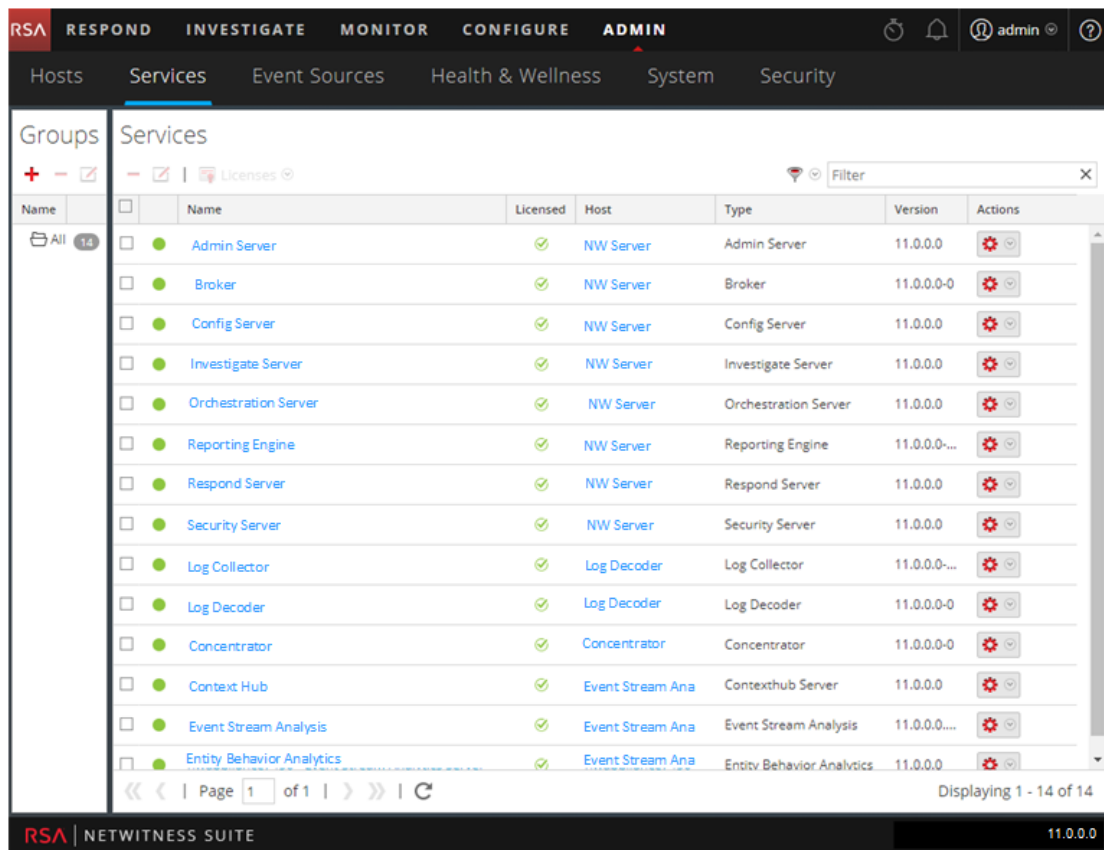 RSA RESPOND INVESTIGATE MONITOR CONFIGURE ADMIN admin
Hosts Services Event Sources Health & Wellness System Security
Groups Services
Licenses Filter
Name Name Licensed Host Type Version Actions
All 14 Admin Server NW Server Admin Server 11.0.0.0
Broker NW Server Broker 11.0.0.0-0
Config Server NW Server Config Server 11.0.0.0
Investigate Server NW Server Investigate Server 11.0.0.0
Orchestration Server NW Server Orchestration Server 11.0.0.0
Reporting Engine NW Server Reporting Engine 11.0.0.0-...
Respond Server NW Server Respond Server 11.0.0.0
Security Server NW Server Security Server 11.0.0.0
Log Collector Log Decoder Log Collector 11.0.0.0-...
Log Decoder Log Decoder Log Decoder 11.0.0.0-0
Concentrator Concentrator Concentrator 11.0.0.0-0
Context Hub Event Stream Ana Contexthub Server 11.0.0.0
Event Stream Analysis Event Stream Ana Event Stream Analysis 11.0.0.0....
Entity Behavior Analytics Event Stream Ana Entity Behavior Analytics 11.0.0.0
Page 1 of 1 Displaying 1 - 14 of 14
RSA NETWITNESS SUITE 11.0.0.0